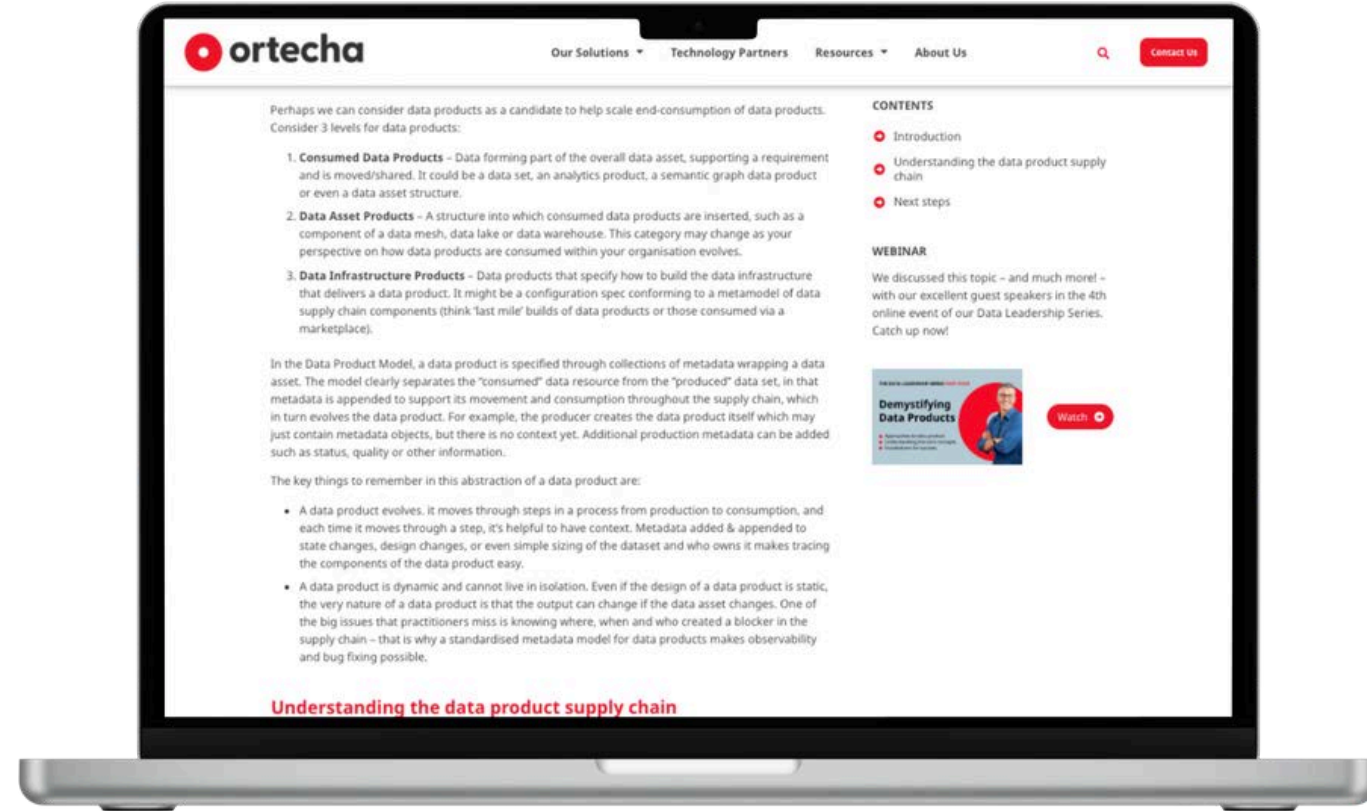 ortecha
Our Solutions
Technology Partners
Resources
About Us
Contact Us
Perhaps we can consider data products as a candidate to help scale end-consumption of data products.
Consider 3 levels for data products:
1. Consumed Data Products – Data forming part of the overall data asset, supporting a requirement
and is moved/shared. It could be a data set, an analytics product, a semantic graph data product
or even a data asset structure.
2. Data Asset Products – A structure into which consumed data products are inserted, such as a
component of a data mesh, data lake or data warehouse. This category may change as your
perspective on how data products are consumed within your organisation evolves.
3. Data Infrastructure Products – Data products that specify how to build the data infrastructure
that delivers a data product. It might be a configuration spec conforming to a metamodel of data
supply chain components (think ‘last mile’ builds of data products or those consumed via a
marketplace).
In the Data Product Model, a data product is specified through collections of metadata wrapping a data
asset. The model clearly separates the “consumed” data resource from the “produced” data set, in that
metadata is appended to support its movement and consumption throughout the supply chain, which
in turn evolves the data product. For example, the producer creates the data product itself which may
just contain metadata objects, but there is no context yet. Additional production metadata can be added
such as status, quality or other information.
The key things to remember in this abstraction of a data product are:
• A data product evolves. it moves through steps in a process from production to consumption, and
each time it moves through a step, it’s helpful to have context. Metadata added & appended to
state changes, design changes, or even simple sizing of the dataset and who owns it makes tracing
the components of the data product easy.
• A data product is dynamic and cannot live in isolation. Even if the design of a data product is static,
the very nature of a data product is that the output can change if the data asset changes. One of
the big issues that practitioners miss is knowing where, when and who created a blocker in the
supply chain – that is why a standardised metadata model for data products makes observability
and bug fixing possible.
Understanding the data product supply chain
CONTENTS
Introduction
Understanding the data product supply
chain
Next steps
WEBINAR
We discussed this topic – and much more! –
with our excellent guest speakers in the 4th
online event of our Data Leadership Series.
Catch up now!
THE DATA LEADERSHIP SERIES
Demystifying
Data Products
Watch